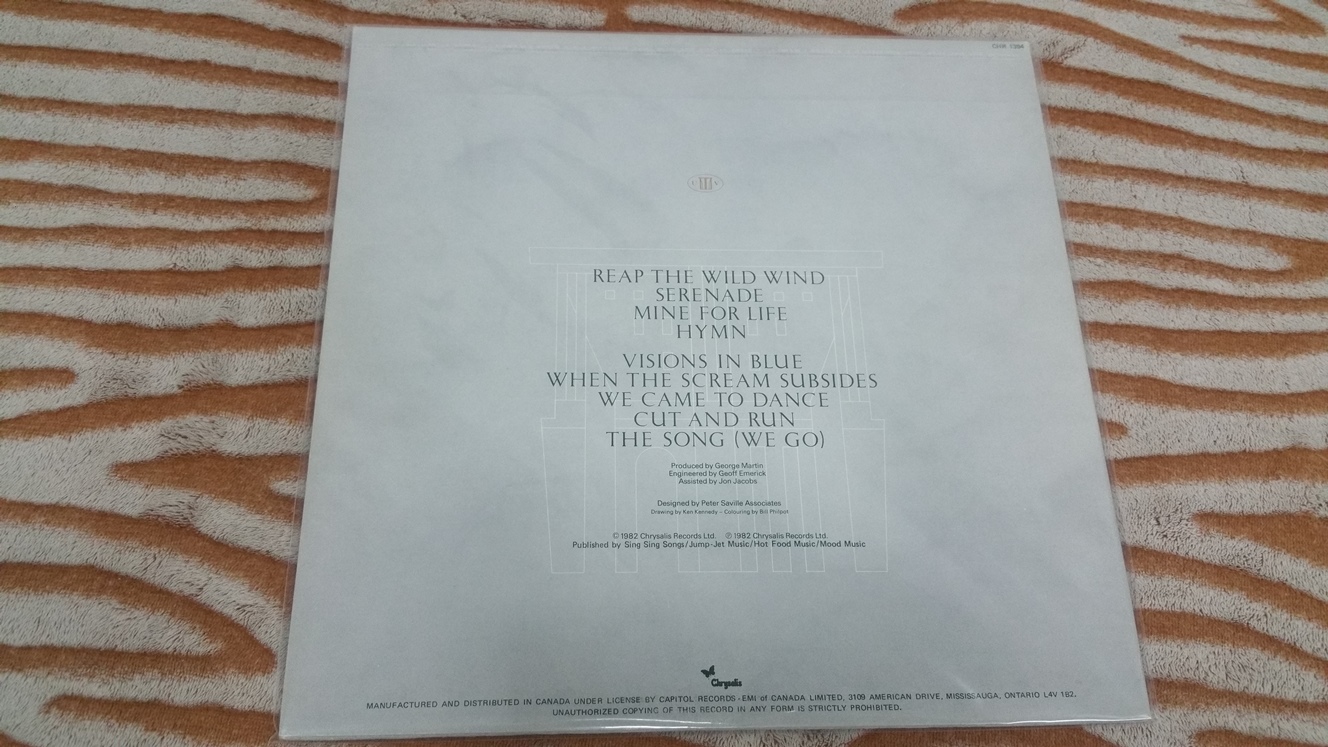 REAP THE WILD WIND
SERENADE
MINE FOR LIFE
HYMN
VISIONS IN BLUE
WHEN THE SCREAM SUBSIDES
WE CAME TO DANCE
CUT AND RUN
THE SONG (WE GO)
Produced by George Martin
Engineered by Geoff Emerick
Assisted by Jon Jacobs
Designed by Peter Saville Associates
Drawing by Ken Kennedy – Colouring by Bill Philpot
© 1982 Chrysalis Records Ltd. ℗ 1982 Chrysalis Records Ltd.
Published by Sing Sing Songs/Jump-Jet Music/Hot Food Music/Mood Music
Chrysalis
MANUFACTURED AND DISTRIBUTED IN CANADA UNDER LICENSE BY CAPITOL RECORDS - EMI of CANADA LIMITED, 3109 AMERICAN DRIVE, MISSISSAUGA, ONTARIO L4V 1B2.
UNAUTHORIZED COPYING OF THIS RECORD IN ANY FORM IS STRICTLY PROHIBITED.